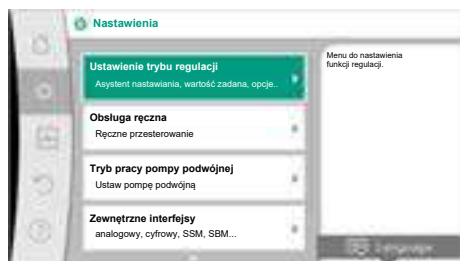 Nastawienia
Ustawienie trybu regulacji
Asystent nastawiania, wartość zadana, opcje..
Menu do nastawienia
funkcji regulacji.
Obsługa ręczna
Ręczne przesterowanie
Tryb pracy pompy podwójnej
Ustaw pompę podwójną
Zewnętrzne interfejsy
analogowy, cyfrowy, SSM, SBM...